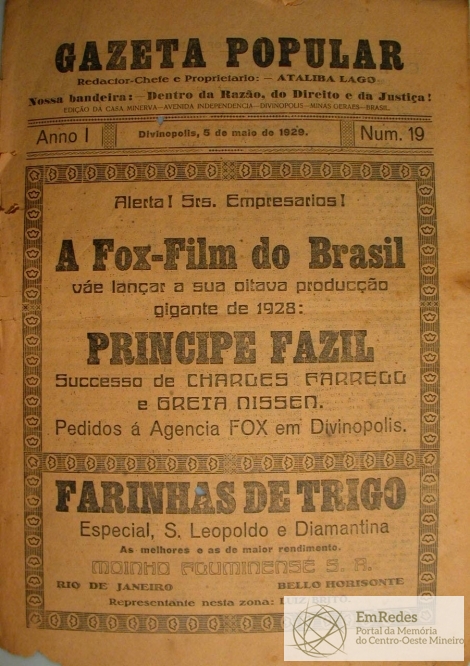 GAZETA POPULAR
Redactor-Chefe e Proprietario: — ATALIBA LAGO
Nossa bandeira: — Dentro da Razão, do Direito e da Justiça!
EDIÇÃO DA CASA MINERVA—AVENIDA INDEPENDENCIA—DIVINOPOLIS—MINAS GERAES—BRASIL.
Anno I Divinopolis, 5 de maio de 1929. Num. 19
Alerta! Srs. Empresarios!
A Fox-Film do Brasil
váe lançar a sua oitava producção
gigante de 1928:
PRINCIPE FAZIL
Successo de CHARLES FARRELL
e GRETA NISSEN.
Pedidos á Agencia FOX em Divinopolis.
FARINHAS DE TRIGO
Especial, S. Leopoldo e Diamantina
As melhores e as de maior rendimento.
MOINHO FLUMINENSE S. A.
RIO DE JANEIRO BELLO HORISONTE
Representante nesta zona: LUIZ BRITO
EmRedes
Portal da Memória
do Centro-Oeste Mineiro